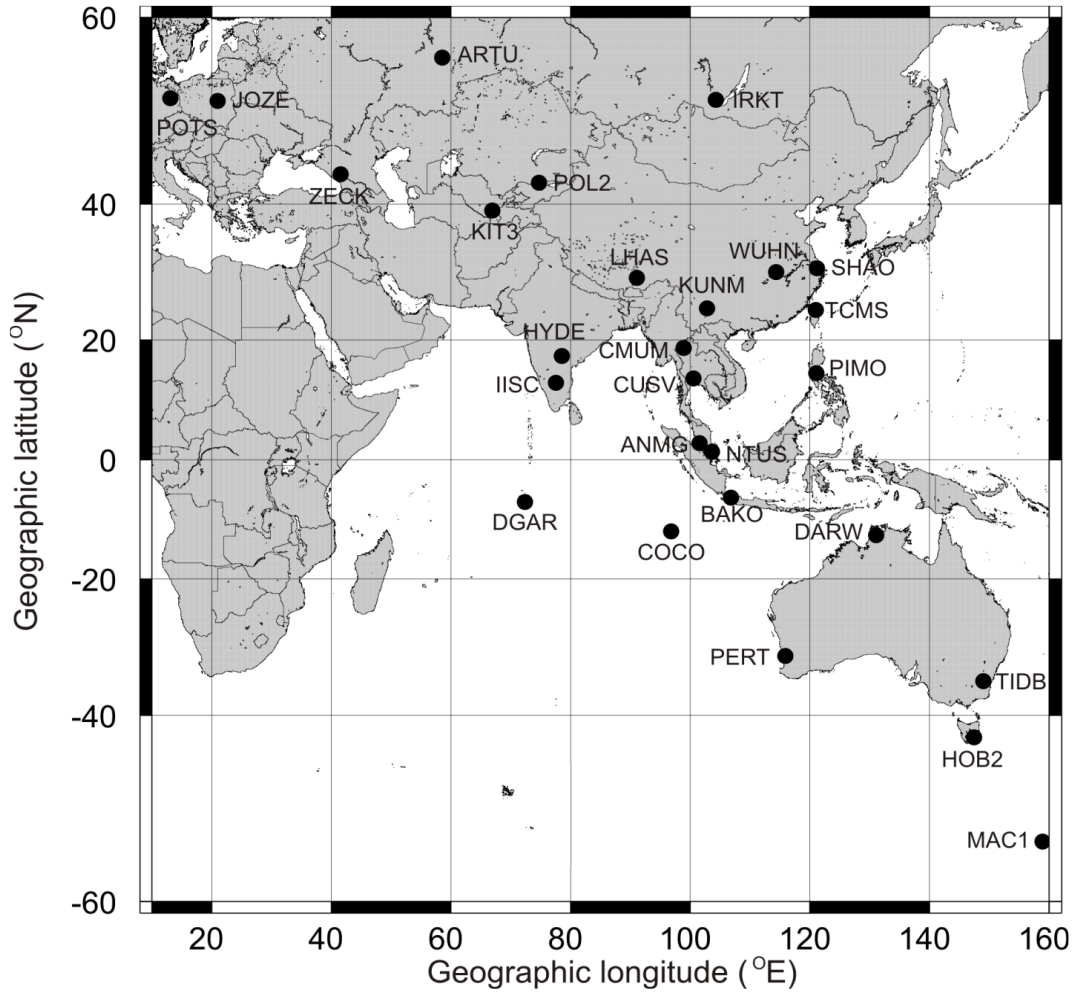 60
ARTU
JOZE
IRKT
POTS
POL2
ZECK
40
KIT3
WUHN
LHAS
SHAO
KUNM
TCMS
HYDE
20
CMUM
PIMO
IISC
CUSV
ANMG
NTUS
0
BAKO
DGAR
DARW
COCO
-20
PERT
TIDB
-40
HOB2
MAC1
-60
20 40 60 80 100 120 140 160
Geographic longitude (°E)
Geographic latitude (°N)